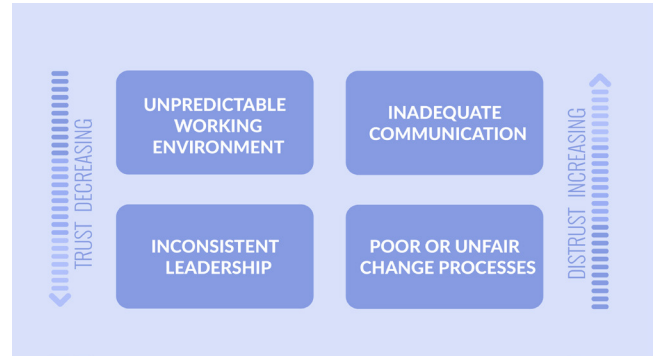 TRUST DECREASING
UNPREDICTABLE
WORKING
ENVIRONMENT
INADEQUATE
COMMUNICATION
INCONSISTENT
LEADERSHIP
POOR OR UNFAIR
CHANGE PROCESSES
DISTRUST INCREASING